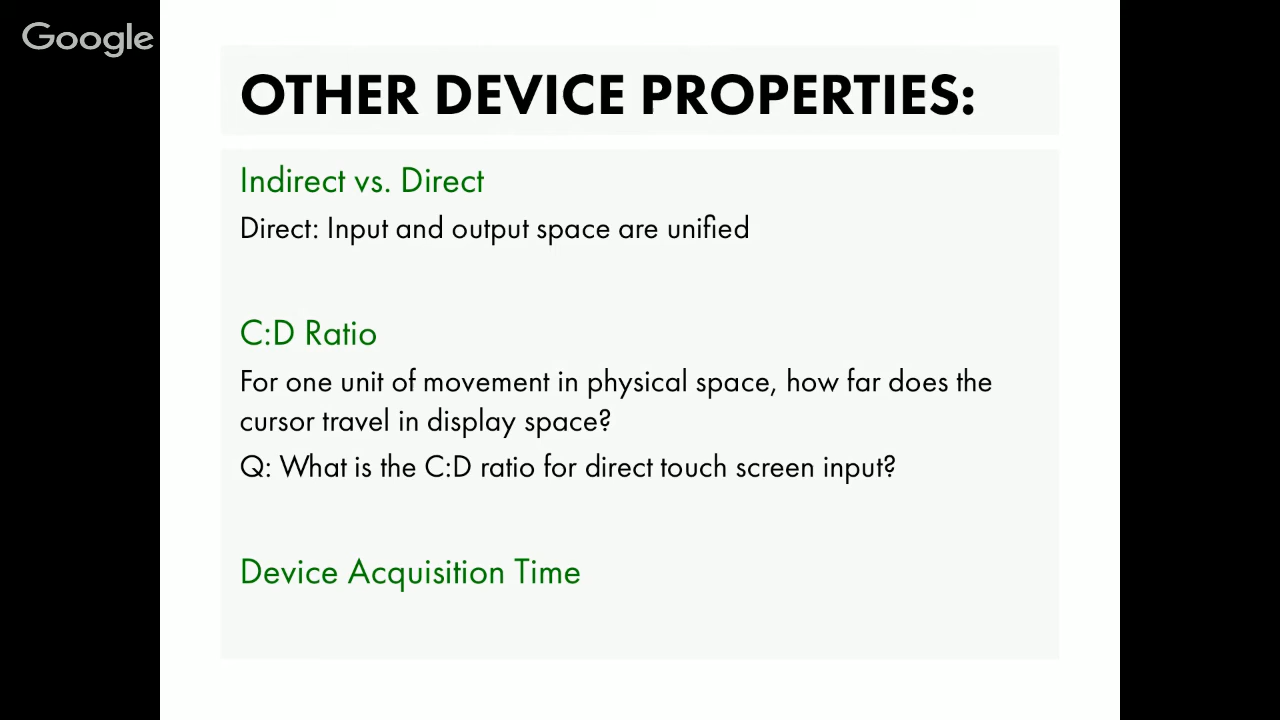 Google
OTHER DEVICE PROPERTIES:
Indirect vs. Direct
Direct: Input and output space are unified
C:D Ratio
For one unit of movement in physical space, how far does the
cursor travel in display space?
Q: What is the C:D ratio for direct touch screen input?
Device Acquisition Time